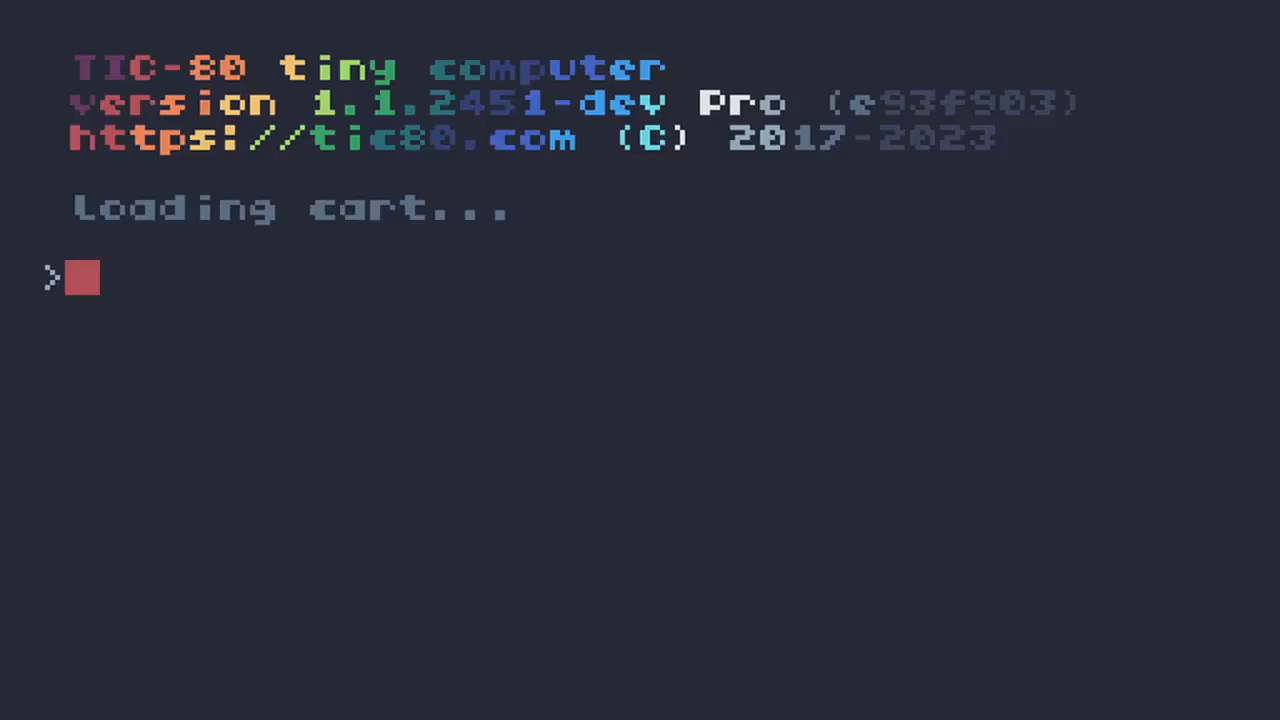 TIC-80 tiny computer
version 1.1.2451-dev Pro (e93f903)
https://tic80.com (C) 2017-2023
Loading cart...
>